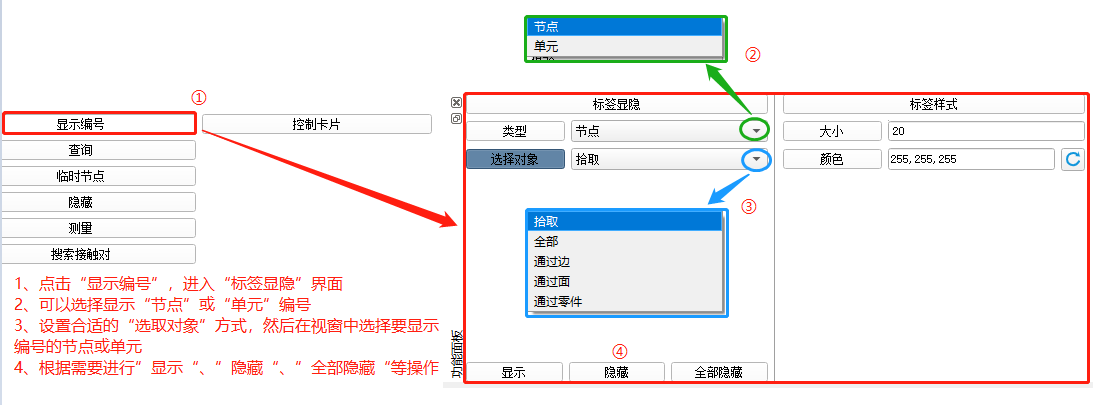 节点
单元
②
①
显示编号
控制卡片
查询
临时节点
隐藏
测量
搜索接触对
标签显隐
标签样式
类型
节点
大小
20
选择对象
拾取
颜色
255,255,255
③
拾取
全部
通过边
通过面
通过零件
1、点击“显示编号”，进入“标签显隐”界面
2、可以选择显示“节点”或“单元”编号
3、设置合适的“选取对象”方式，然后在视窗中选择要显示
编号的节点或单元
4、根据需要进行”显示“、”隐藏“、”全部隐藏“等操作
功能面板
④
显示
隐藏
全部隐藏